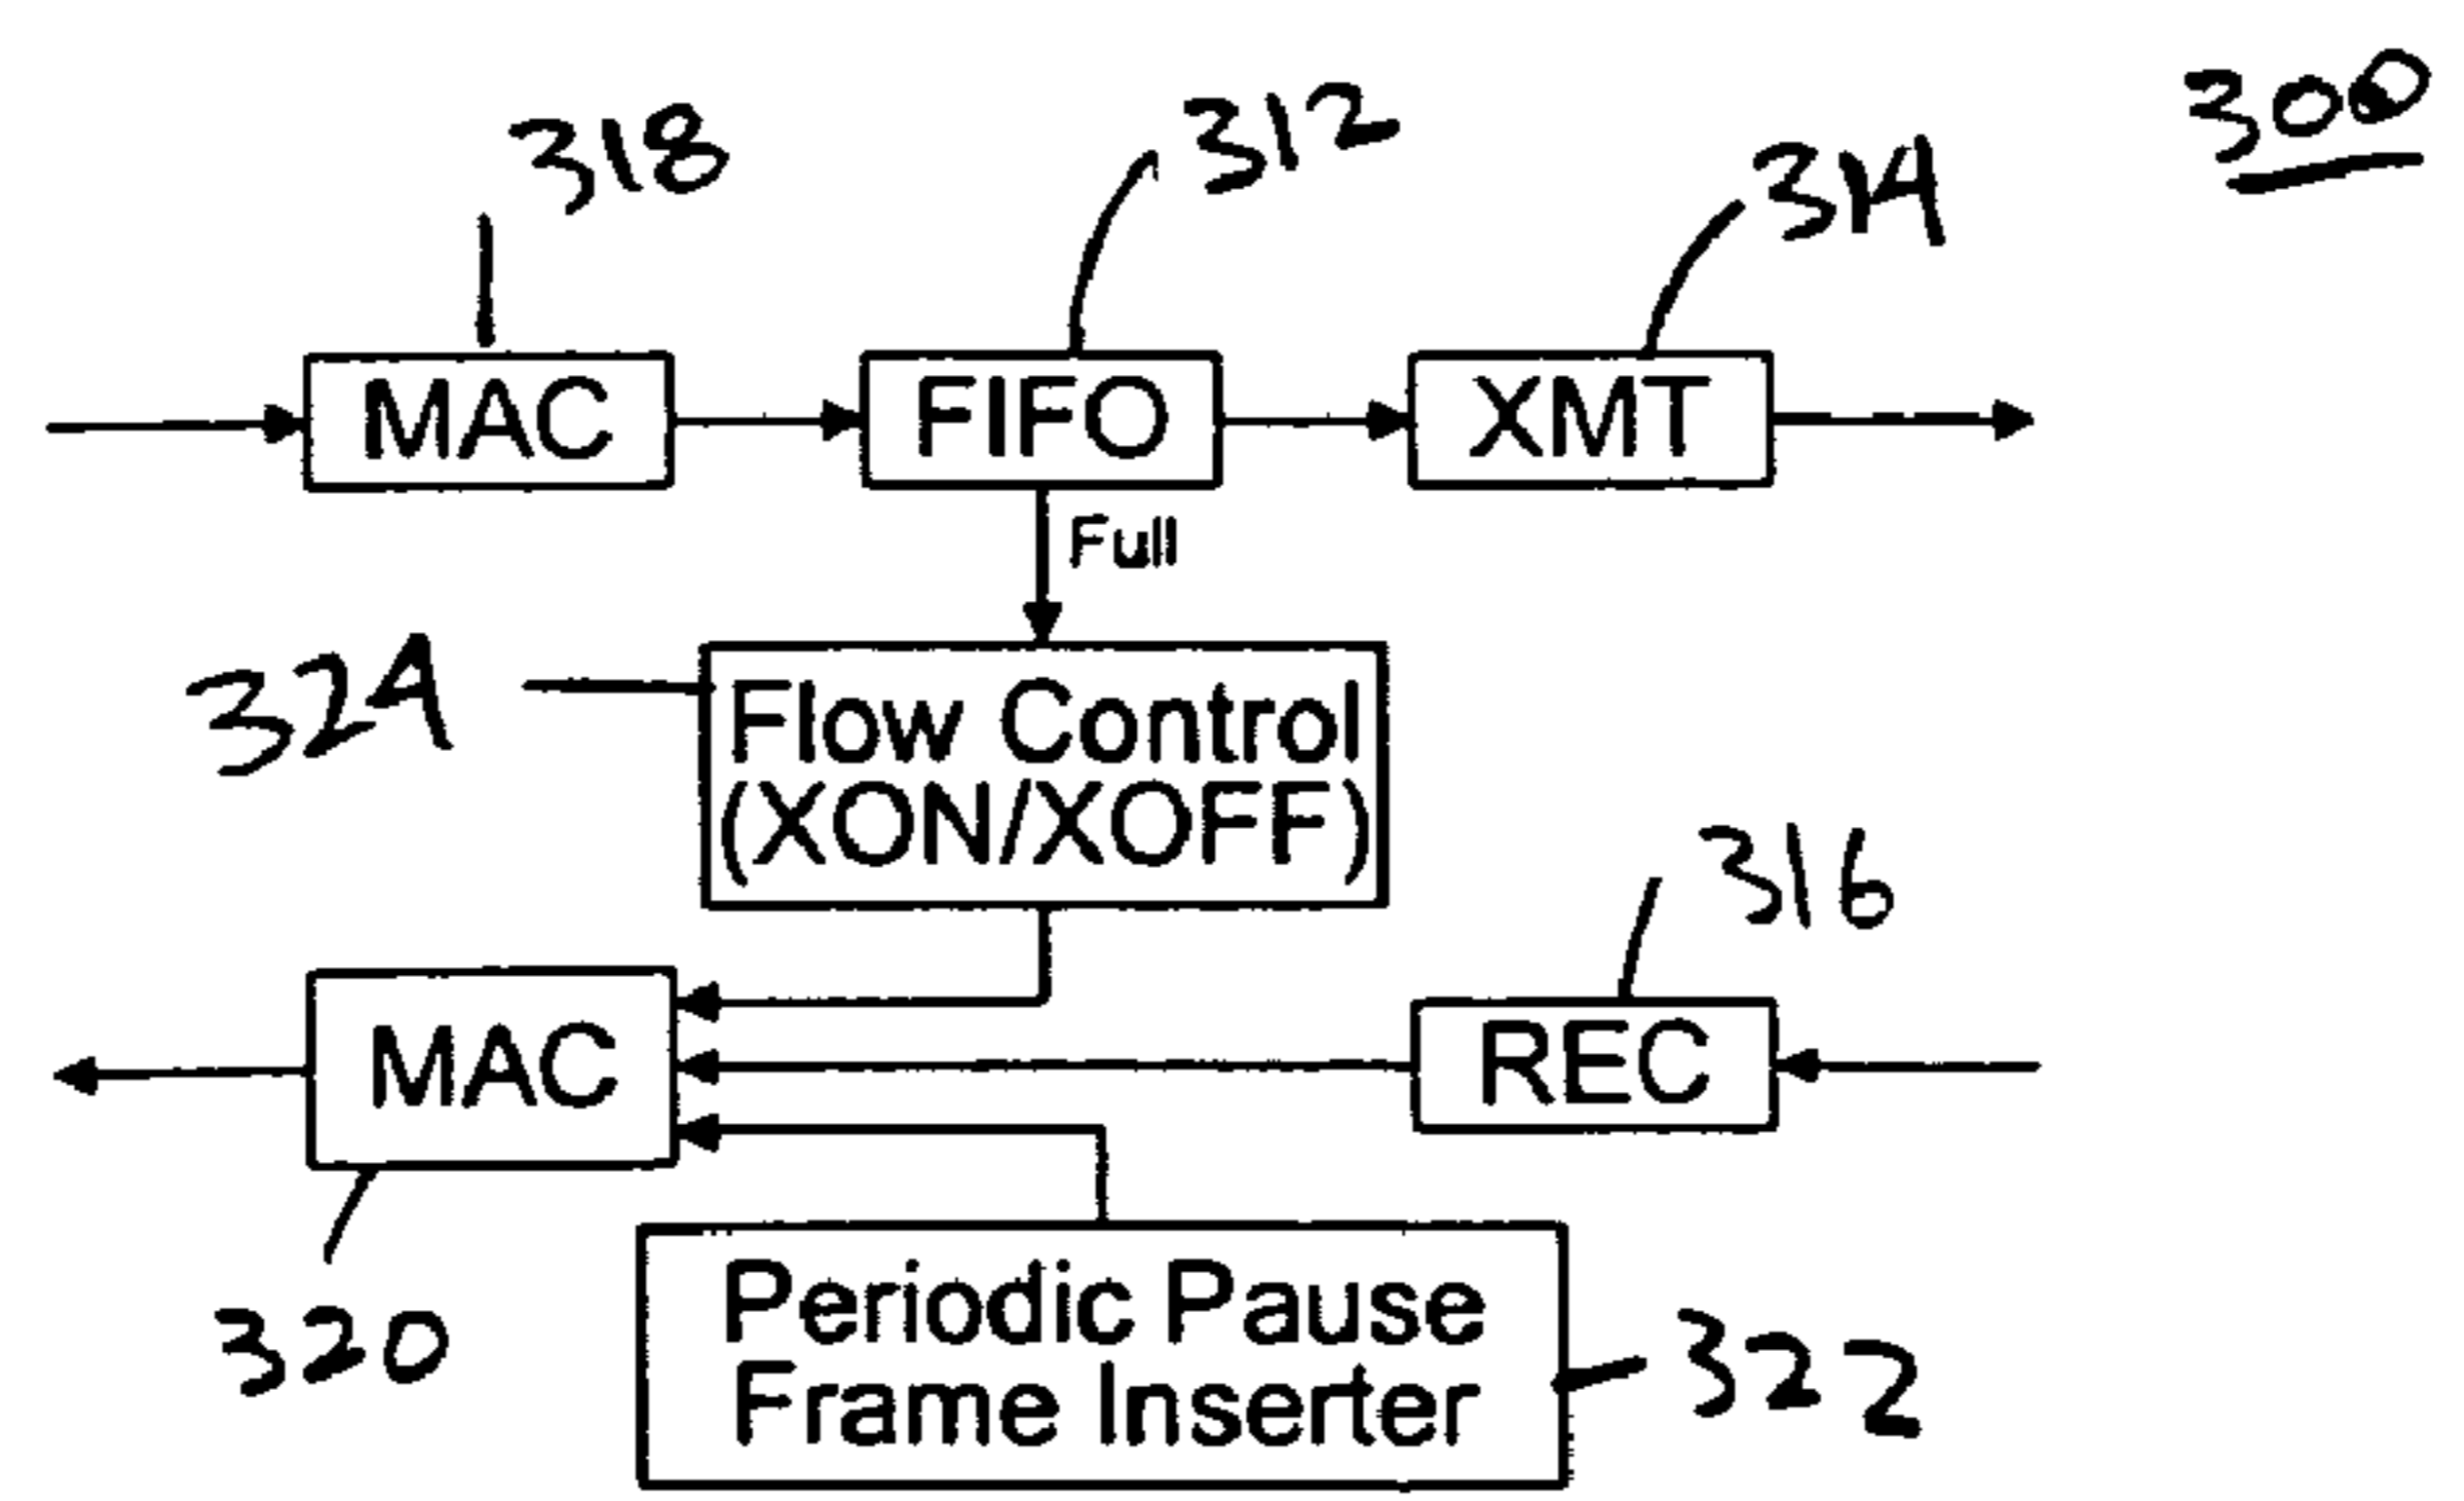 300
318
312
314
MAC
FIFO
XMT
Full
324
Flow Control
(XON/XOFF)
316
MAC
REC
320
Periodic Pause
Frame Inserter
322